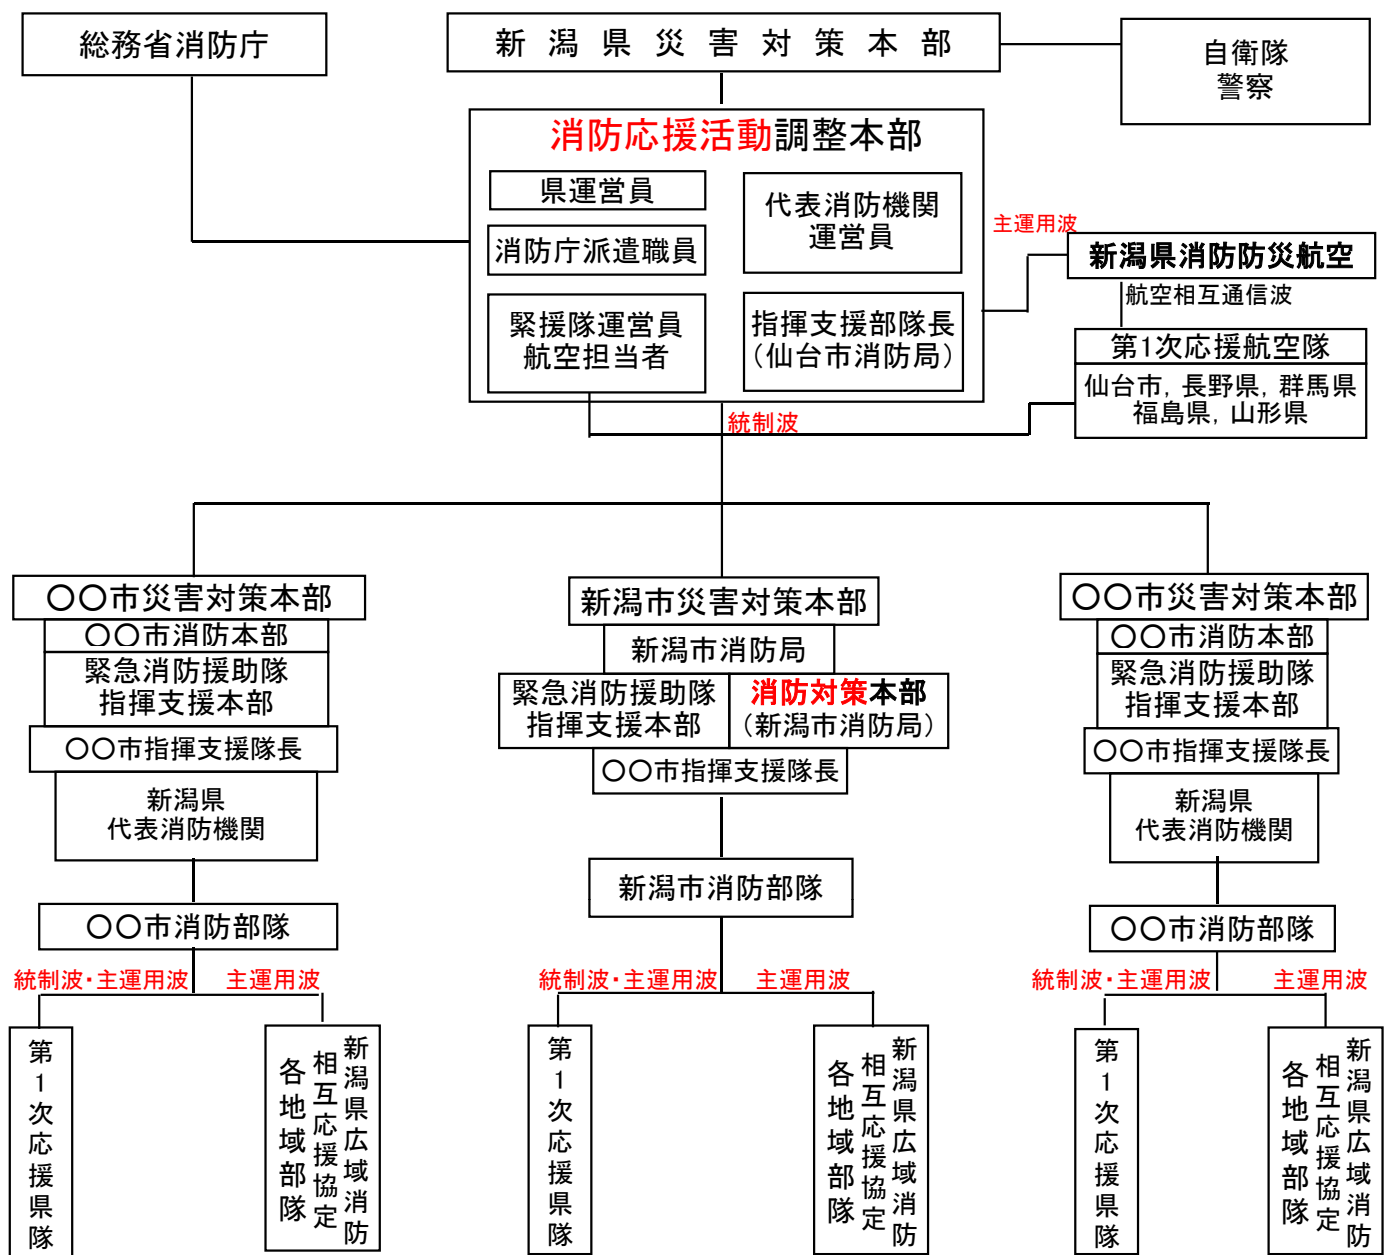 総務省消防庁
新潟県災害対策本部
自衛隊
警察
消防応援活動調整本部
県運営員
消防庁派遣職員
緊援隊運営員
航空担当者
代表消防機関
運営員
指揮支援部隊長
（仙台市消防局）
主運用波
新潟県消防防災航空
航空相互通信波
第1次応援航空隊
仙台市，長野県，群馬県
福島県，山形県
統制波
〇〇市災害対策本部
〇〇市消防本部
緊急消防援助隊
指揮支援本部
〇〇市指揮支援隊長
新潟県
代表消防機関
〇〇市消防部隊
統制波・主運用波
主運用波
第1次応援県隊
新潟県広域消防
相互応援協定
各地域部隊
新潟市災害対策本部
新潟市消防局
緊急消防援助隊
指揮支援本部
消防対策本部
（新潟市消防局）
〇〇市指揮支援隊長
新潟市消防部隊
統制波・主運用波
主運用波
第1次応援県隊
新潟県広域消防
相互応援協定
各地域部隊
〇〇市災害対策本部
〇〇市消防本部
緊急消防援助隊
指揮支援本部
〇〇市指揮支援隊長
新潟県
代表消防機関
〇〇市消防部隊
統制波・主運用波
主運用波
第1次応援県隊
新潟県広域消防
相互応援協定
各地域部隊